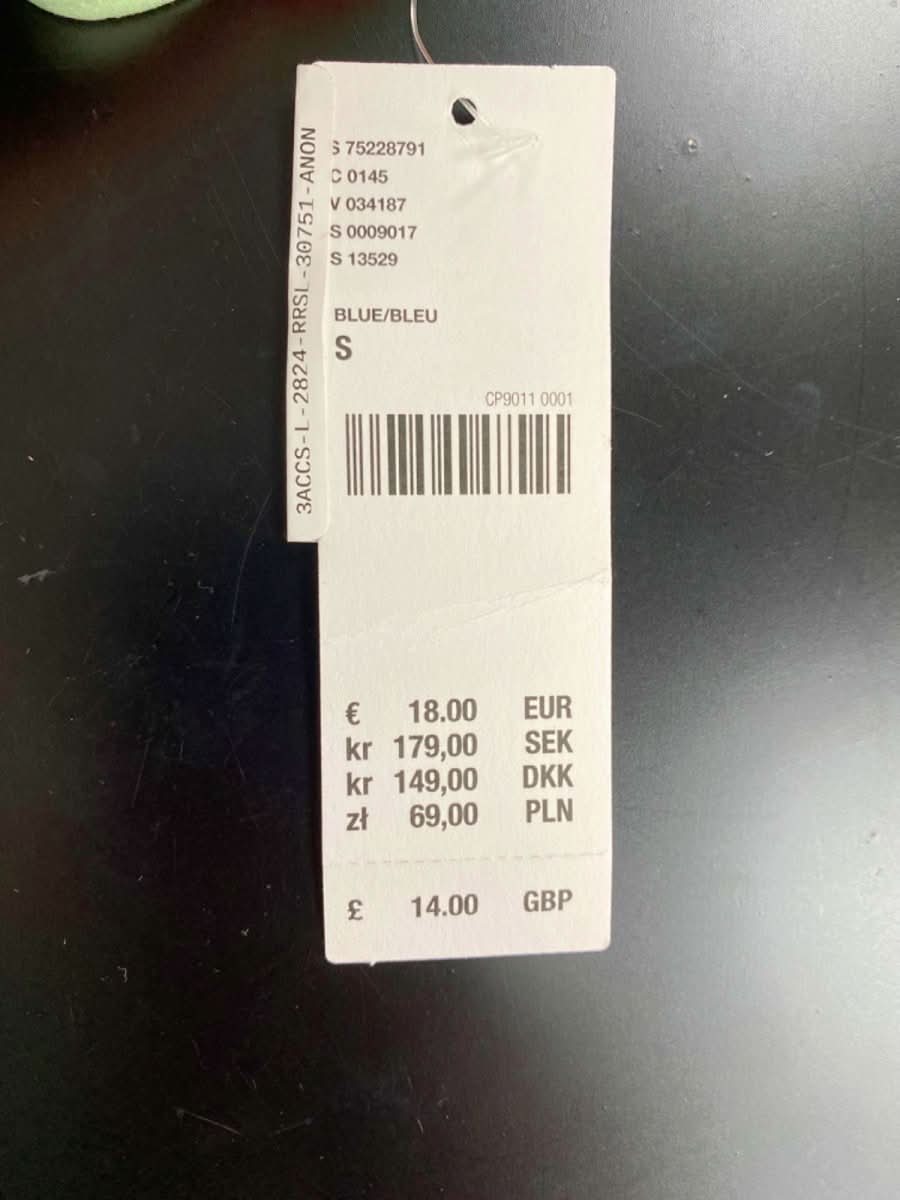 3ACCS-L-2824-RRSL-30751-ANON
S 75228791
C 0145
V 034187
S 0009017
S 13529
BLUE/BLEU
S
CP9011 0001
€ 18.00 EUR
kr 179,00 SEK
kr 149,00 DKK
zł 69,00 PLN
£ 14.00 GBP